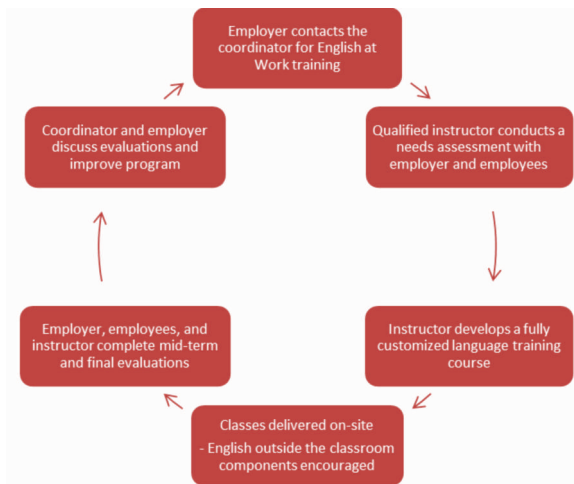 Employer contacts the
coordinator for English at
Work training
Qualified instructor conducts a
needs assessment with
employer and employees
Instructor develops a fully
customized language training
course
Classes delivered on-site
- English outside the classroom
components encouraged
Employer, employees, and
instructor complete mid-term
and final evaluations
Coordinator and employer
discuss evaluations and
improve program